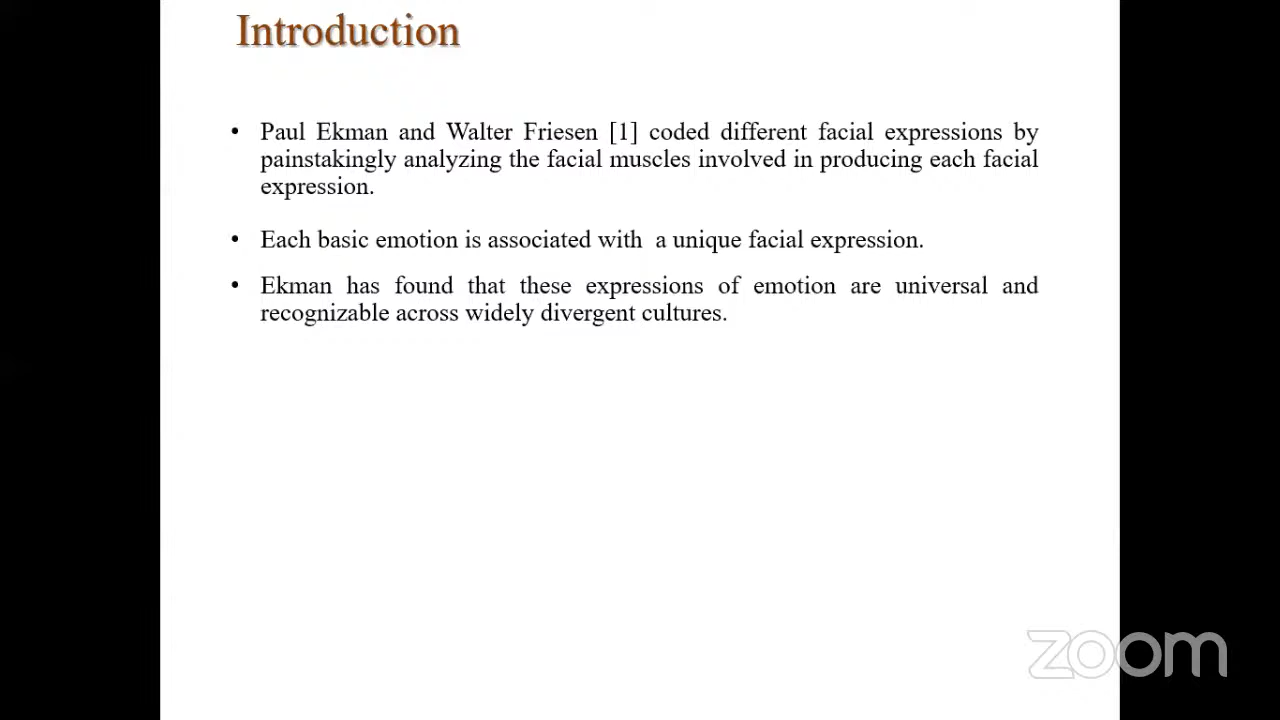 Introduction
• Paul Ekman and Walter Friesen [1] coded different facial expressions by
painstakingly analyzing the facial muscles involved in producing each facial
expression.
• Each basic emotion is associated with  a unique facial expression.
• Ekman has found that these expressions of emotion are universal and
recognizable across widely divergent cultures.
zoom